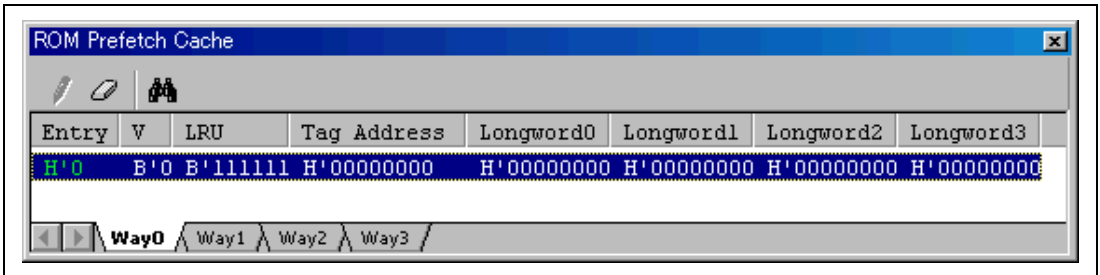 ROM Prefetch Cache
Entry V LRU Tag Address Longword0 Longword1 Longword2 Longword3
H'0 B'0 B'111111 H'00000000 H'00000000 H'00000000 H'00000000 H'00000000
Way0 Way1 Way2 Way3